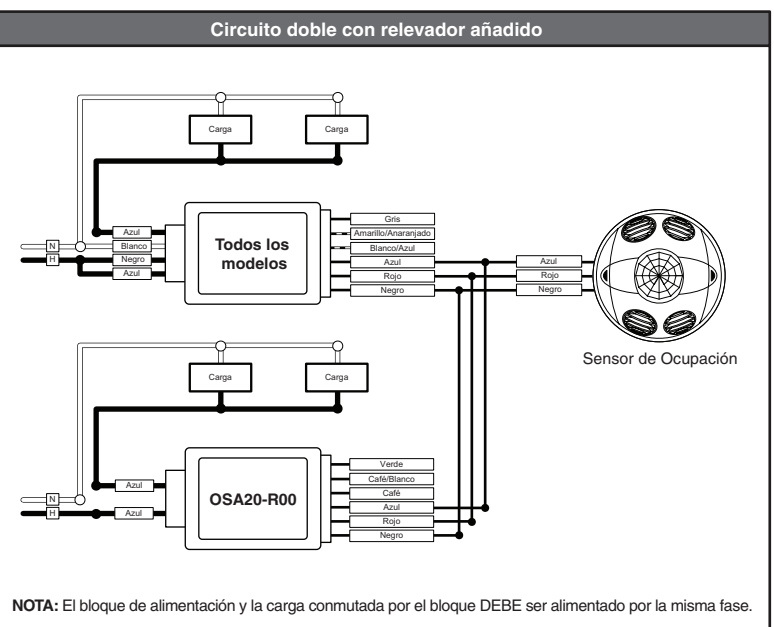 Circuito doble con relevador añadido
Carga
Carga
Azul
N
Blanco
H
Negro
Azul
Todos los
modelos
Gris
Amarillo/Anaranjado
Blanco/Azul
Azul
Rojo
Negro
Azul
Rojo
Negro
Sensor de Ocupación
Carga
Carga
Azul
N
H
Azul
OSA20-R00
Verde
Café/Blanco
Café
Azul
Rojo
Negro
NOTA: El bloque de alimentación y la carga conmutada por el bloque DEBE ser alimentado por la misma fase.